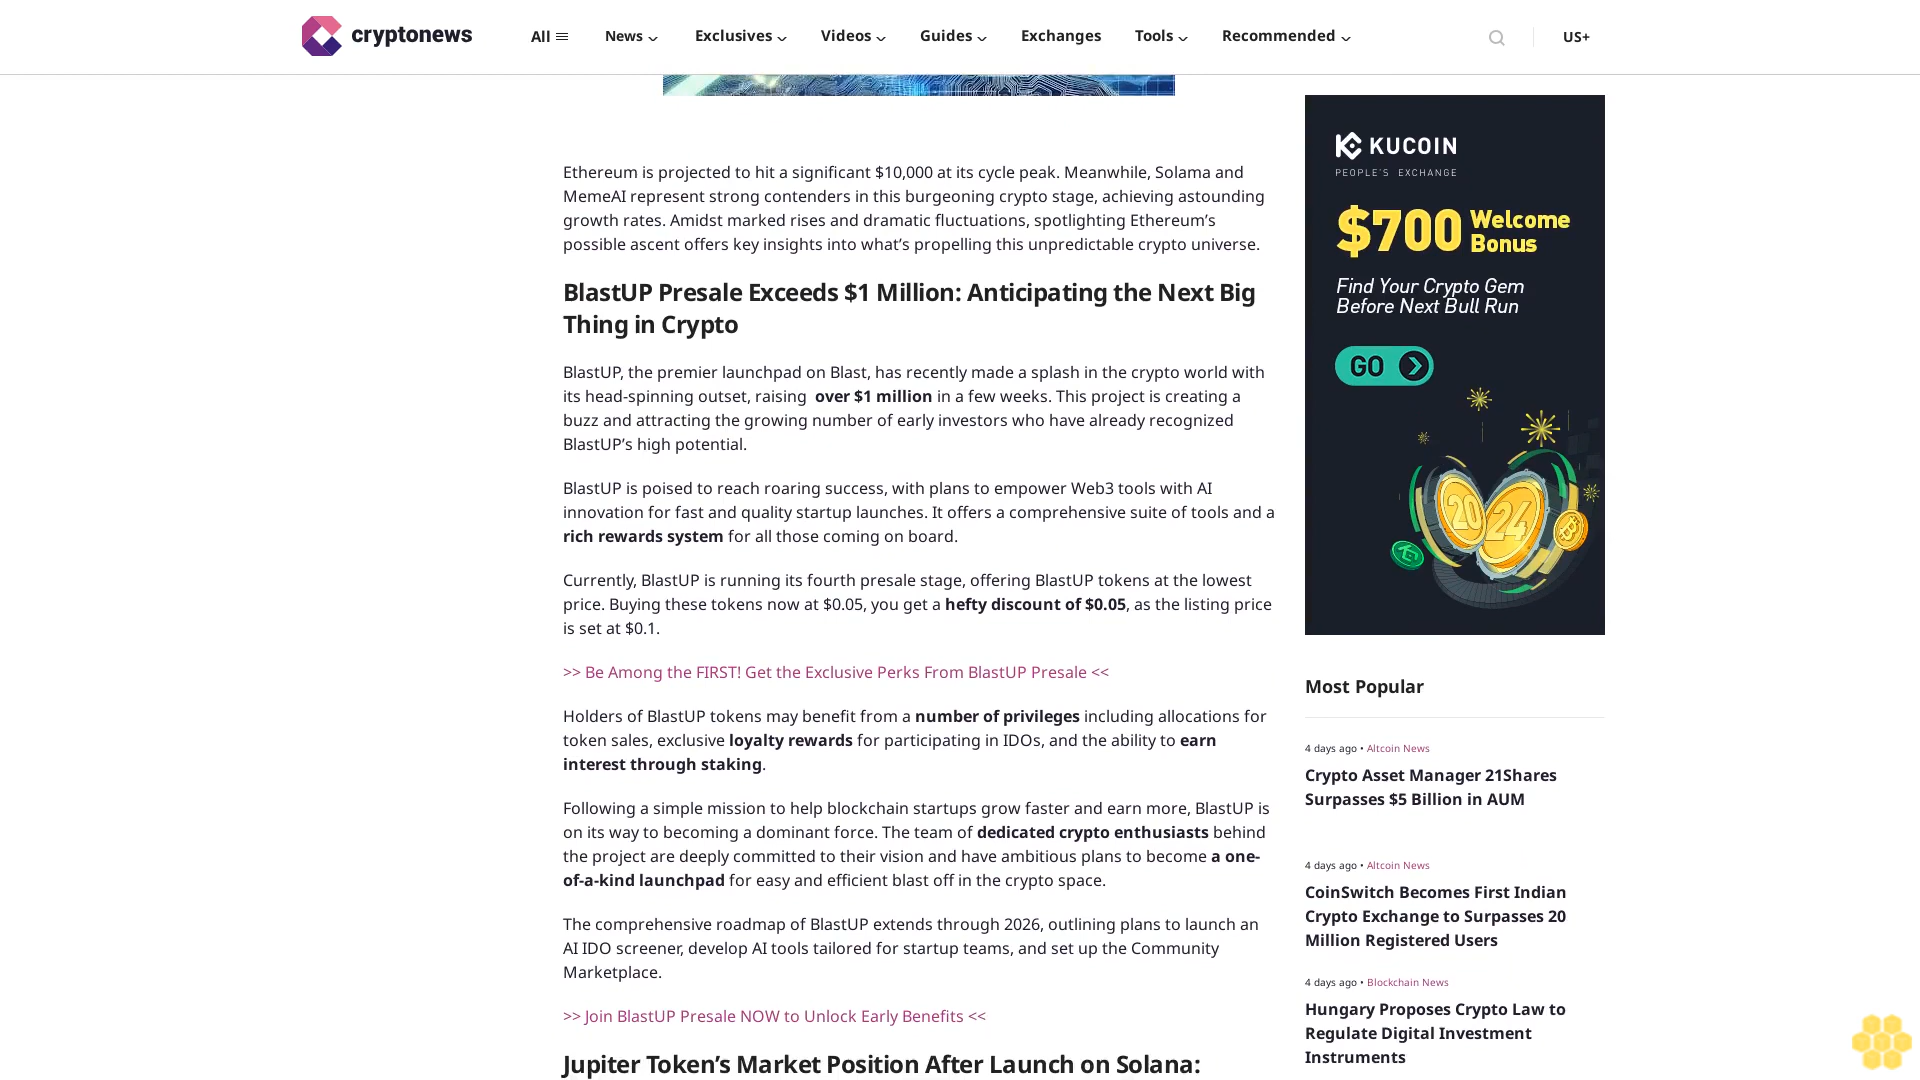 cryptonews
All
News
Exclusives
Videos
Guides
Exchanges
Tools
Recommended
US+
Ethereum is projected to hit a significant $10,000 at its cycle peak. Meanwhile, Solama and
MemeAI represent strong contenders in this burgeoning crypto stage, achieving astounding
growth rates. Amidst marked rises and dramatic fluctuations, spotlighting Ethereum’s
possible ascent offers key insights into what’s propelling this unpredictable crypto universe.
BlastUP Presale Exceeds $1 Million: Anticipating the Next Big
Thing in Crypto
BlastUP, the premier launchpad on Blast, has recently made a splash in the crypto world with
its head-spinning outset, raising  over $1 million in a few weeks. This project is creating a
buzz and attracting the growing number of early investors who have already recognized
BlastUP’s high potential.
BlastUP is poised to reach roaring success, with plans to empower Web3 tools with AI
innovation for fast and quality startup launches. It offers a comprehensive suite of tools and a
rich rewards system for all those coming on board.
Currently, BlastUP is running its fourth presale stage, offering BlastUP tokens at the lowest
price. Buying these tokens now at $0.05, you get a hefty discount of $0.05, as the listing price
is set at $0.1.
>> Be Among the FIRST! Get the Exclusive Perks From BlastUP Presale <<
Holders of BlastUP tokens may benefit from a number of privileges including allocations for
token sales, exclusive loyalty rewards for participating in IDOs, and the ability to earn
interest through staking.
Following a simple mission to help blockchain startups grow faster and earn more, BlastUP is
on its way to becoming a dominant force. The team of dedicated crypto enthusiasts behind
the project are deeply committed to their vision and have ambitious plans to become a one-
of-a-kind launchpad for easy and efficient blast off in the crypto space.
The comprehensive roadmap of BlastUP extends through 2026, outlining plans to launch an
AI IDO screener, develop AI tools tailored for startup teams, and set up the Community
Marketplace.
>> Join BlastUP Presale NOW to Unlock Early Benefits <<
Jupiter Token’s Market Position After Launch on Solana:
KUCOIN
PEOPLE'S EXCHANGE
$700 Welcome
Bonus
Find Your Crypto Gem
Before Next Bull Run
GO
20
24
Most Popular
4 days ago • Altcoin News
Crypto Asset Manager 21Shares
Surpasses $5 Billion in AUM
4 days ago • Altcoin News
CoinSwitch Becomes First Indian
Crypto Exchange to Surpasses 20
Million Registered Users
4 days ago • Blockchain News
Hungary Proposes Crypto Law to
Regulate Digital Investment
Instruments